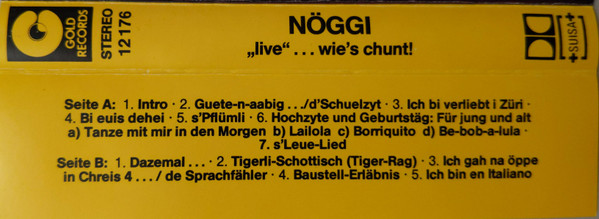 GOLD
RECORDS
STEREO
12 176
NÖGGI
„live“ . . . wie's chunt!
+SUISA+
Seite A: 1. Intro · 2. Guete-n-aabig . . ./d'Schuelzyt · 3. Ich bi verliebt i Züri ·
4. Bi euis dehei · 5. s'Pflümli · 6. Hochzyte und Geburtstäg: Für jung und alt
a) Tanze mit mir in den Morgen b) Lailola c) Borriquito d) Be-bob-a-lula ·
7. s'Leue-Lied
Seite B: 1. Dazemal . . . · 2. Tigerli-Schottisch (Tiger-Rag) · 3. Ich gah na öppe
in Chreis 4 . . ./ de Sprachfähler · 4. Baustell-Erläbnis · 5. Ich bin en Italiano